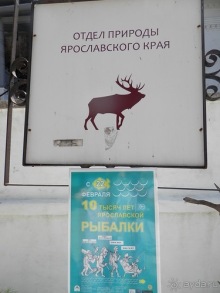 ОТДЕЛ ПРИРОДЫ
ЯРОСЛАВСКОГО КРАЯ
С
ФЕВРАЛЯ
10 ТЫСЯЧ ЛЕТ
ЯРОСЛАВСКОЙ
РЫБАЛКИ